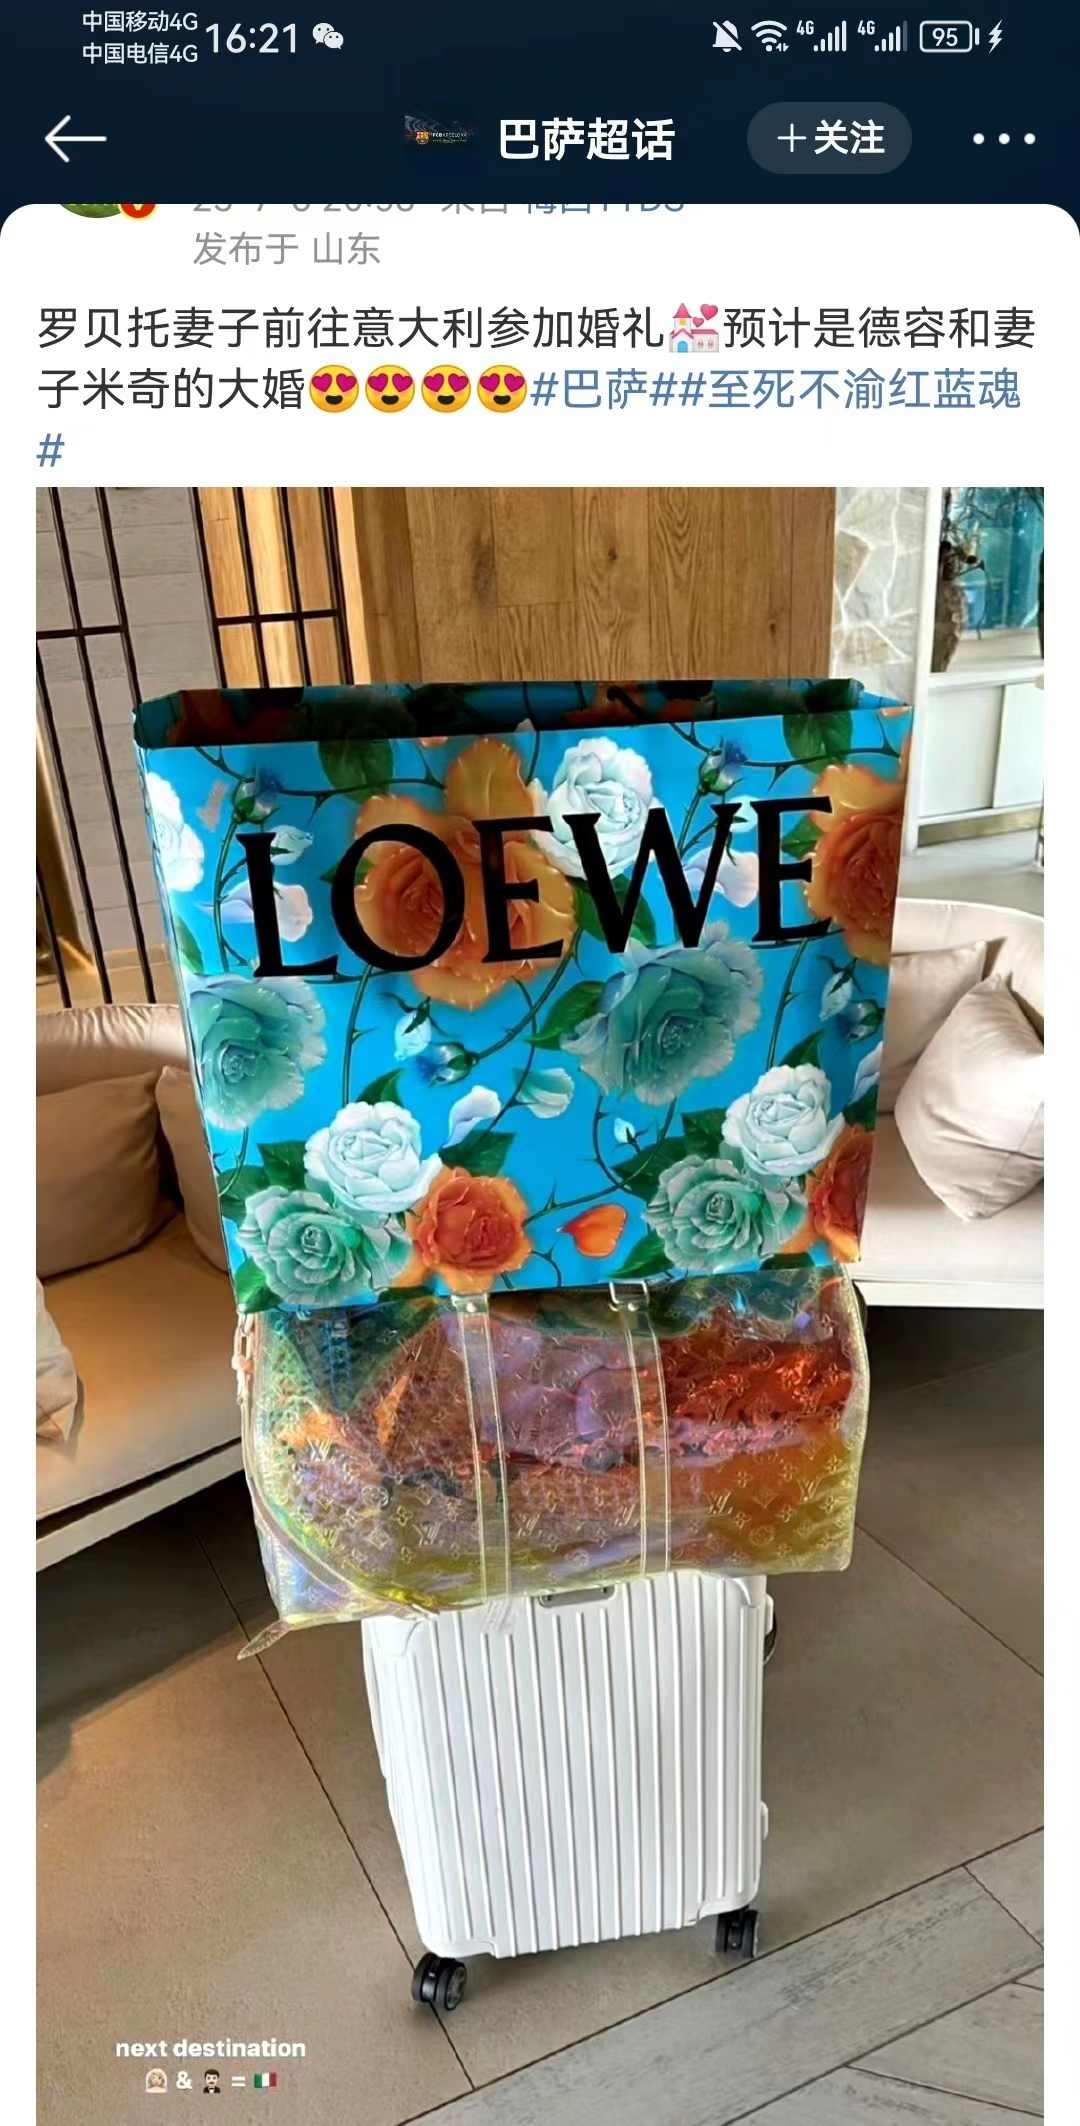 中国移动4G
中国电信4G
16:21
4G
4G
95
巴萨超话
+关注
发布于 山东
罗贝托妻子前往意大利参加婚礼💒预计是德容和妻
子米奇的大婚😍😍😍😍#巴萨##至死不渝红蓝魂
#
LOEWE
next destination
👰🏼 & 🤵🏻 = 🇮🇹